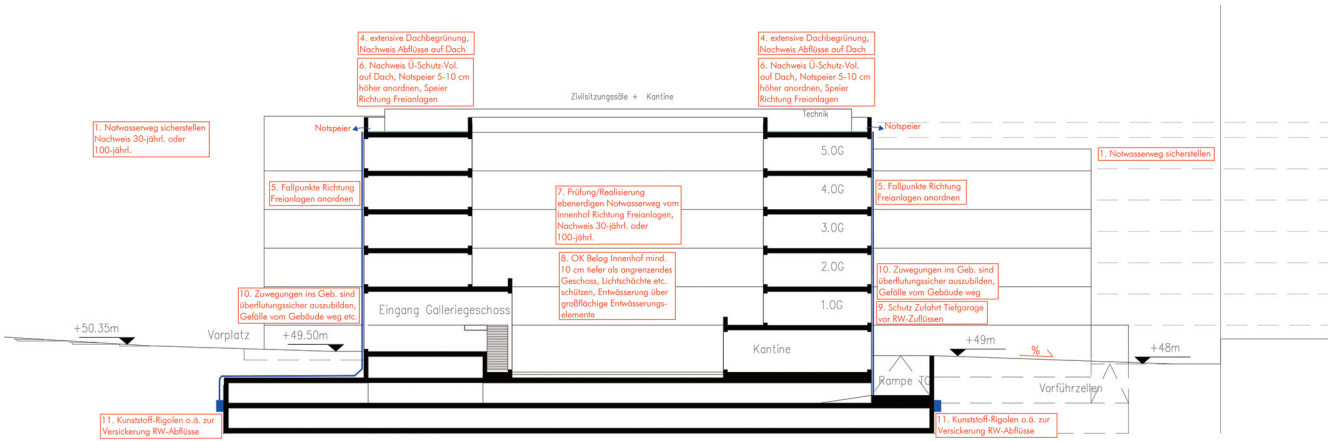 4. extensive Dachbegrünung,
Nachweis Abflüsse auf Dach
4. extensive Dachbegrünung,
Nachweis Abflüsse auf Dach
6. Nachweis Ü-Schutz-Vol.
auf Dach, Notspeier 5-10 cm
höher anordnen, Speier
Richtung Freianlagen
Zivilsitzungssäle + Kantine
6. Nachweis Ü-Schutz-Vol.
auf Dach, Notspeier 5-10 cm
höher anordnen, Speier
Richtung Freianlagen
Technik
1. Notwasserweg sicherstellen
Nachweis 30-jährl. oder
100-jährl.
Notspeier
Notspeier
5.OG
1. Notwasserweg sicherstellen
5. Fallpunkte Richtung
Freianlagen anordnen
7. Prüfung/Realisierung
ebenerdigen Notwasserweg vom
Innenhof Richtung Freianlagen,
Nachweis 30-jährl. oder
100-jährl.
4.OG
5. Fallpunkte Richtung
Freianlagen anordnen
3.OG
8. OK Belag Innenhof mind.
10 cm tiefer als angrenzendes
Geschoss, Lichtschächte etc.
schützen, Entwässerung über
großflächige Entwässerungs-
elemente
2.OG
10. Zuwegungen ins Geb. sind
überflutungssicher auszubilden,
Gefälle vom Gebäude weg
10. Zuwegungen ins Geb. sind
überflutungssicher auszubilden,
Gefälle vom Gebäude weg etc.
Eingang Galleriegeschoss
1.OG
9. Schutz Zufahrt Tiefgarage
vor RW-Zuflüssen
+50.35m
Vorplatz
+49.50m
Kantine
+49m
%
+48m
Rampe TG
Vorführzellen
11. Kunststoff-Rigolen o.ä. zur
Versickerung RW-Abflüsse
11. Kunststoff-Rigolen o.ä. zur
Versickerung RW-Abflüsse